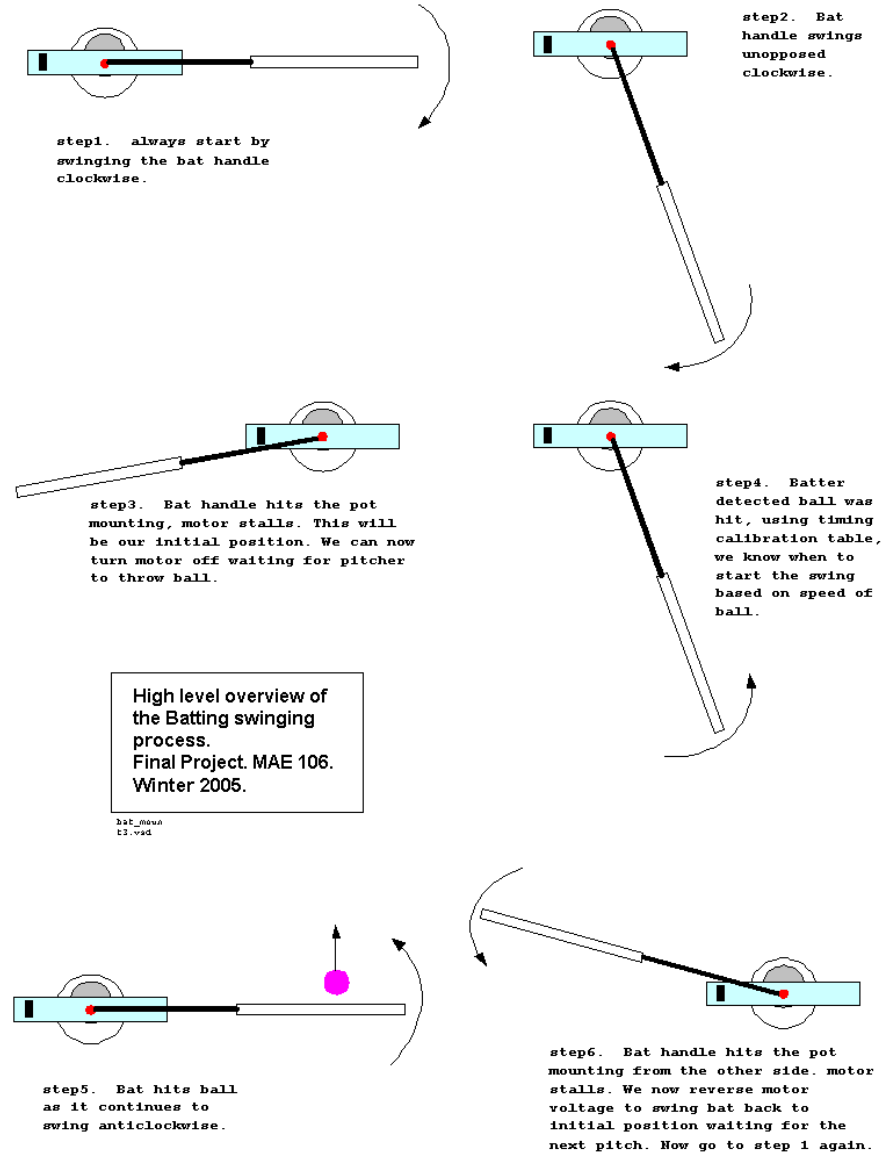 step1.  always start by
swinging the bat handle
clockwise.
step2.  Bat
handle swings
unopposed
clockwise.
step3.  Bat handle hits the pot
mounting, motor stalls. This will
be our initial position. We can now
turn motor off waiting for pitcher
to throw ball.
step4.  Batter
detected ball was
hit, using timing
calibration table,
we know when to
start the swing
based on speed of
ball.
High level overview of
the Batting swinging
process.
Final Project. MAE 106.
Winter 2005.
bat_moun
t3.vsd
step5.  Bat hits ball
as it continues to
swing anticlockwise.
step6.  Bat handle hits the pot
mounting from the other side. motor
stalls. We now reverse motor
voltage to swing bat back to
initial position waiting for the
next pitch. Now go to step 1 again.